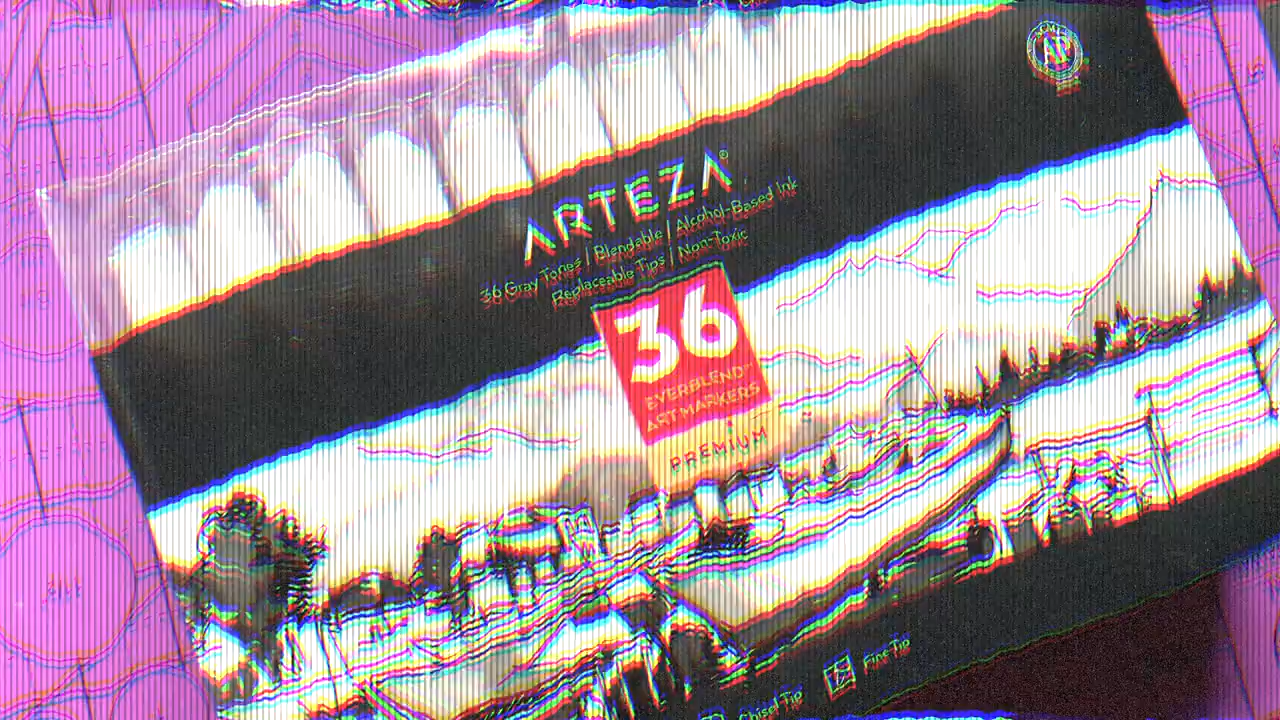 AP
ARTEZA®
36 Gray Tones | Blendable | Alcohol-Based Ink
Replaceable Tips | Non-Toxic
36
EVERBLEND™
ART MARKERS
PREMIUM
Chisel Tip
Fine Tip